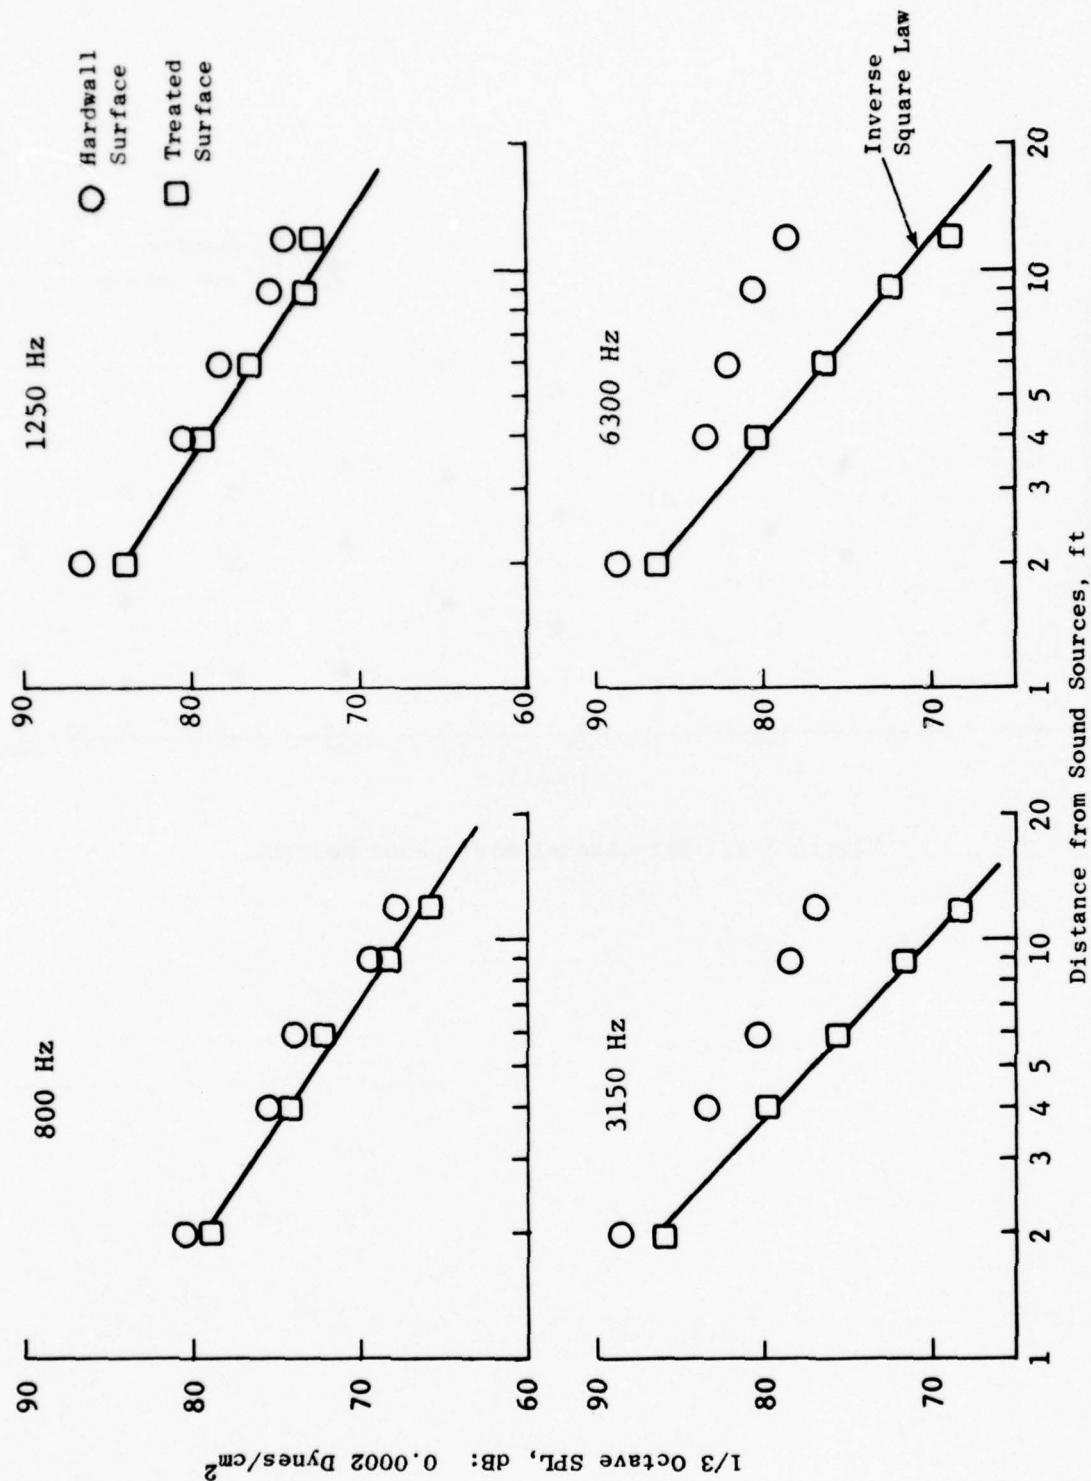 1/3 Octave SPL, dB: 0.0002 Dynes/cm²
800 Hz
90
80
70
60
1250 Hz
90
80
70
60
Hardwall
Surface
Treated
Surface
3150 Hz
90
80
70
1 2 3 4 5 10 20
6300 Hz
90
80
70
1 2 3 4 5 10 20
Inverse
Square Law
Distance from Sound Sources, ft